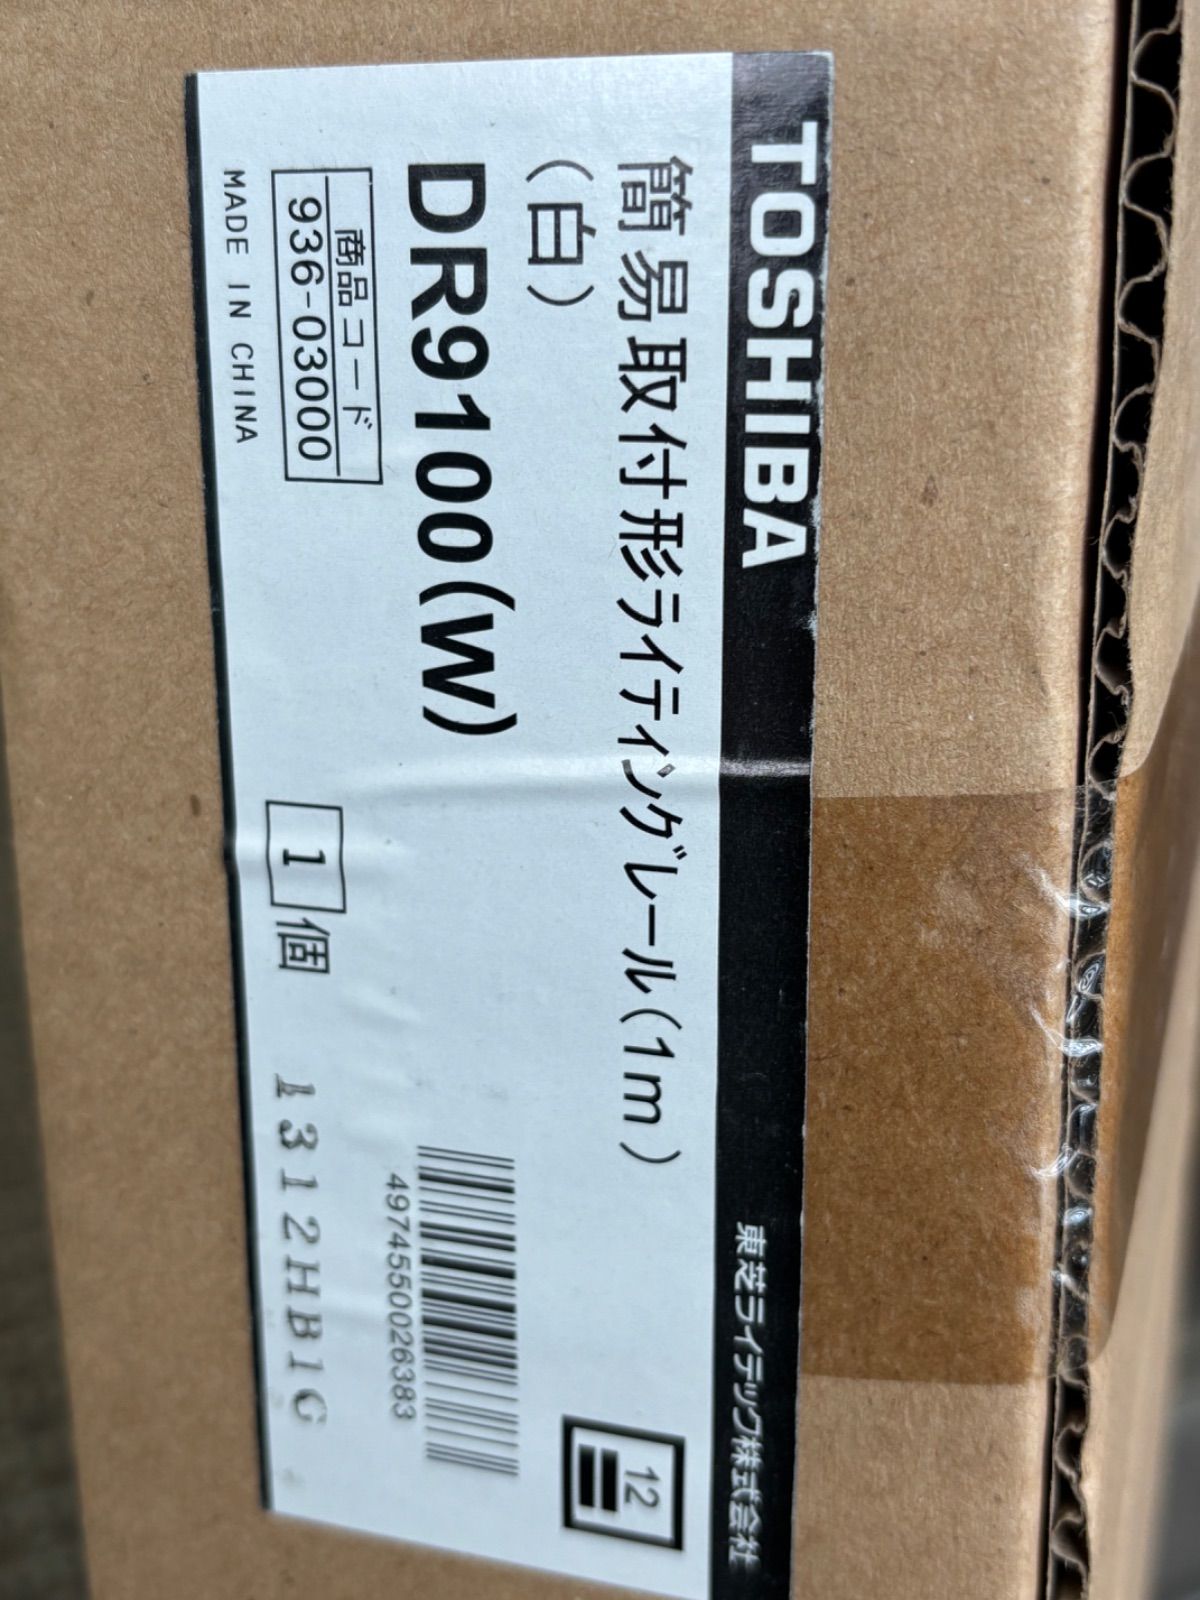 TOSHIBA
東芝ライテック株式会社
簡易取付形ライティングレール(1m)
(白)
12
DR9100(W)
4974550026383
商品コード
936-03000
1個
1312HB1G
MADE IN CHINA